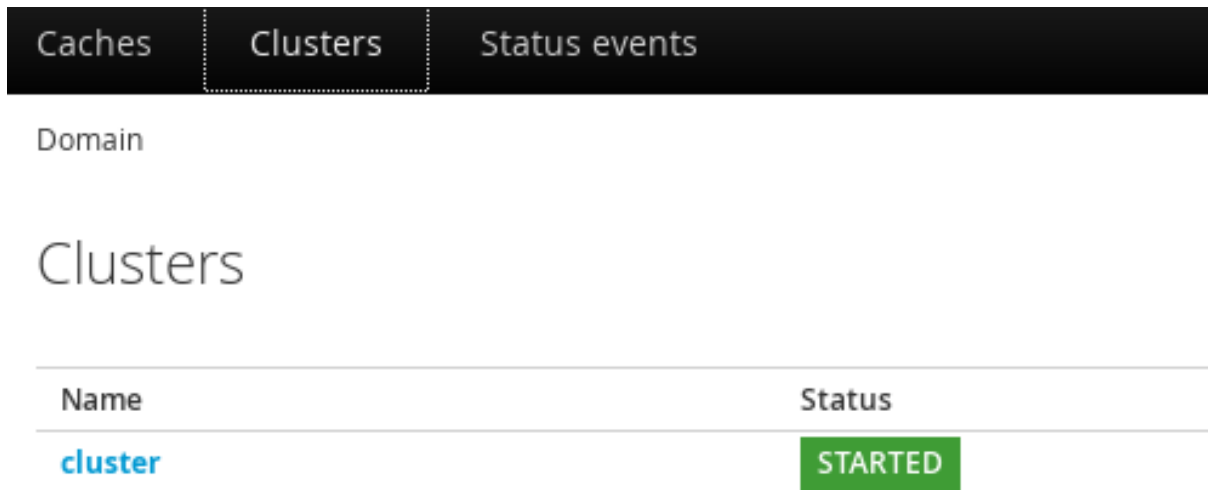 Caches Clusters Status events
Domain
Clusters
Name Status
cluster STARTED